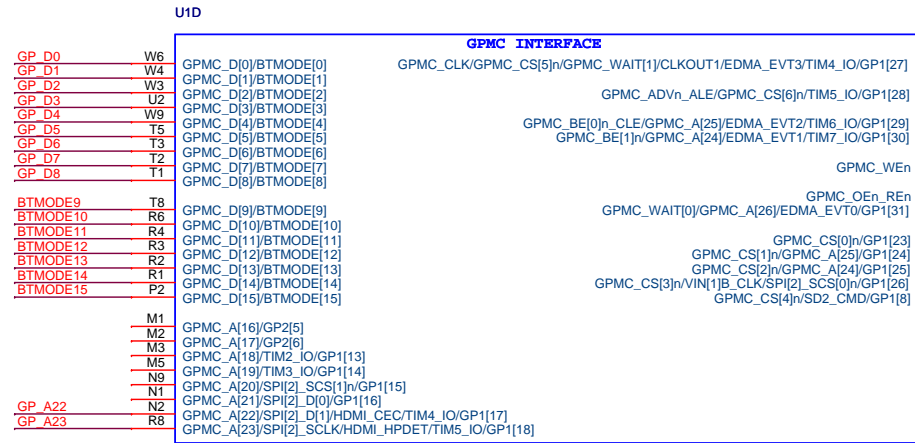 U1D
GPMC INTERFACE
GP_D0 W6 GPMC_D[0]/BTMODE[0] GPMC_CLK/GPMC_CS[5]n/GPMC_WAIT[1]/CLKOUT1/EDMA_EVT3/TIM4_IO/GP1[27]
GP_D1 W4 GPMC_D[1]/BTMODE[1]
GP_D2 W3 GPMC_D[2]/BTMODE[2] GPMC_ADVn_ALE/GPMC_CS[6]n/TIM5_IO/GP1[28]
GP_D3 U2 GPMC_D[3]/BTMODE[3]
GP_D4 W9 GPMC_D[4]/BTMODE[4] GPMC_BE[0]n_CLE/GPMC_A[25]/EDMA_EVT2/TIM6_IO/GP1[29]
GP_D5 T5 GPMC_D[5]/BTMODE[5] GPMC_BE[1]n/GPMC_A[24]/EDMA_EVT1/TIM7_IO/GP1[30]
GP_D6 T3 GPMC_D[6]/BTMODE[6]
GP_D7 T2 GPMC_D[7]/BTMODE[7] GPMC_WEn
GP_D8 T1 GPMC_D[8]/BTMODE[8]
GPMC_OEn_REn
BTMODE9 T8 GPMC_D[9]/BTMODE[9] GPMC_WAIT[0]/GPMC_A[26]/EDMA_EVT0/GP1[31]
BTMODE10 R6 GPMC_D[10]/BTMODE[10]
BTMODE11 R4 GPMC_D[11]/BTMODE[11] GPMC_CS[0]n/GP1[23]
BTMODE12 R3 GPMC_D[12]/BTMODE[12] GPMC_CS[1]n/GPMC_A[25]/GP1[24]
BTMODE13 R2 GPMC_D[13]/BTMODE[13] GPMC_CS[2]n/GPMC_A[24]/GP1[25]
BTMODE14 R1 GPMC_D[14]/BTMODE[14] GPMC_CS[3]n/VIN[1]B_CLK/SPI[2]_SCS[0]n/GP1[26]
BTMODE15 P2 GPMC_D[15]/BTMODE[15] GPMC_CS[4]n/SD2_CMD/GP1[8]
M1 GPMC_A[16]/GP2[5]
M2 GPMC_A[17]/GP2[6]
M3 GPMC_A[18]/TIM2_IO/GP1[13]
M5 GPMC_A[19]/TIM3_IO/GP1[14]
N9 GPMC_A[20]/SPI[2]_SCS[1]n/GP1[15]
N1 GPMC_A[21]/SPI[2]_D[0]/GP1[16]
GP_A22 N2 GPMC_A[22]/SPI[2]_D[1]/HDMI_CEC/TIM4_IO/GP1[17]
GP_A23 R8 GPMC_A[23]/SPI[2]_SCLK/HDMI_HPDET/TIM5_IO/GP1[18]